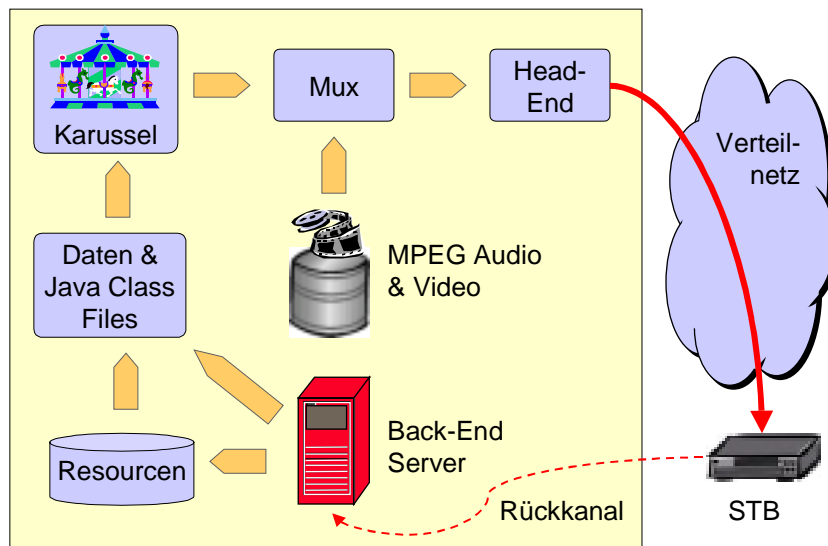 Karussel
Mux
Head-
End
Verteil-
netz
Daten &
Java Class
Files
MPEG Audio
& Video
Resourcen
Back-End
Server
Rückkanal
STB